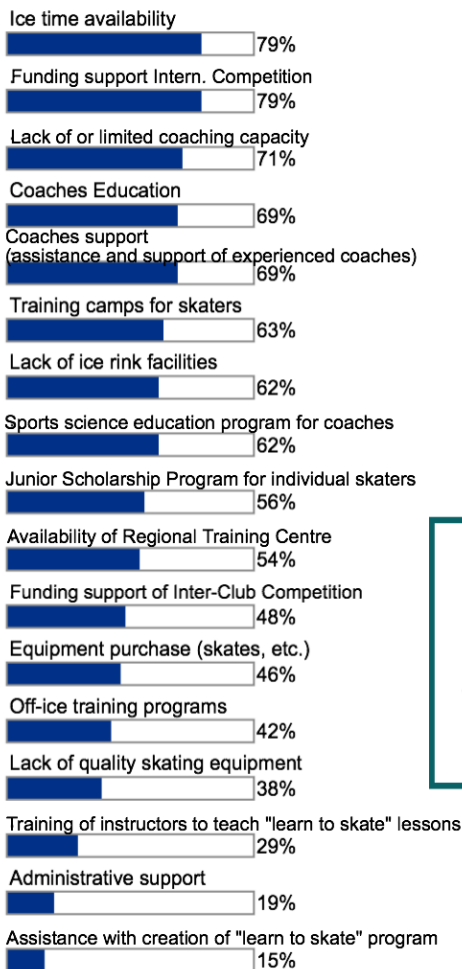 Ice time availability
79%
Funding support Intern. Competition
79%
Lack of or limited coaching capacity
71%
Coaches Education
69%
Coaches support
(assistance and support of experienced coaches)
69%
Training camps for skaters
63%
Lack of ice rink facilities
62%
Sports science education program for coaches
62%
Junior Scholarship Program for individual skaters
56%
Availability of Regional Training Centre
54%
Funding support of Inter-Club Competition
48%
Equipment purchase (skates, etc.)
46%
Off-ice training programs
42%
Lack of quality skating equipment
38%
Training of instructors to teach "learn to skate" lessons
29%
Administrative support
19%
Assistance with creation of "learn to skate" program
15%